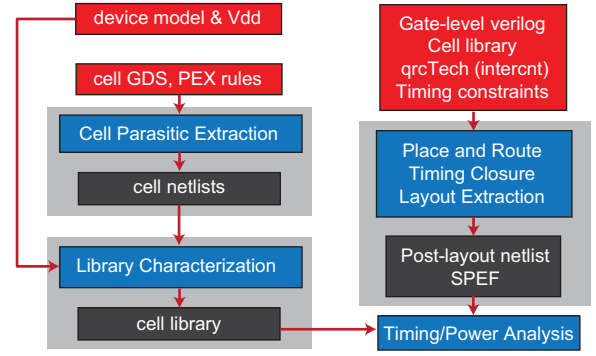 device model & Vdd
cell GDS, PEX rules
Cell Parasitic Extraction
cell netlists
Library Characterization
cell library
Gate-level verilog
Cell library
qrcTech (intercnt)
Timing constraints
Place and Route
Timing Closure
Layout Extraction
Post-layout netlist
SPEF
Timing/Power Analysis